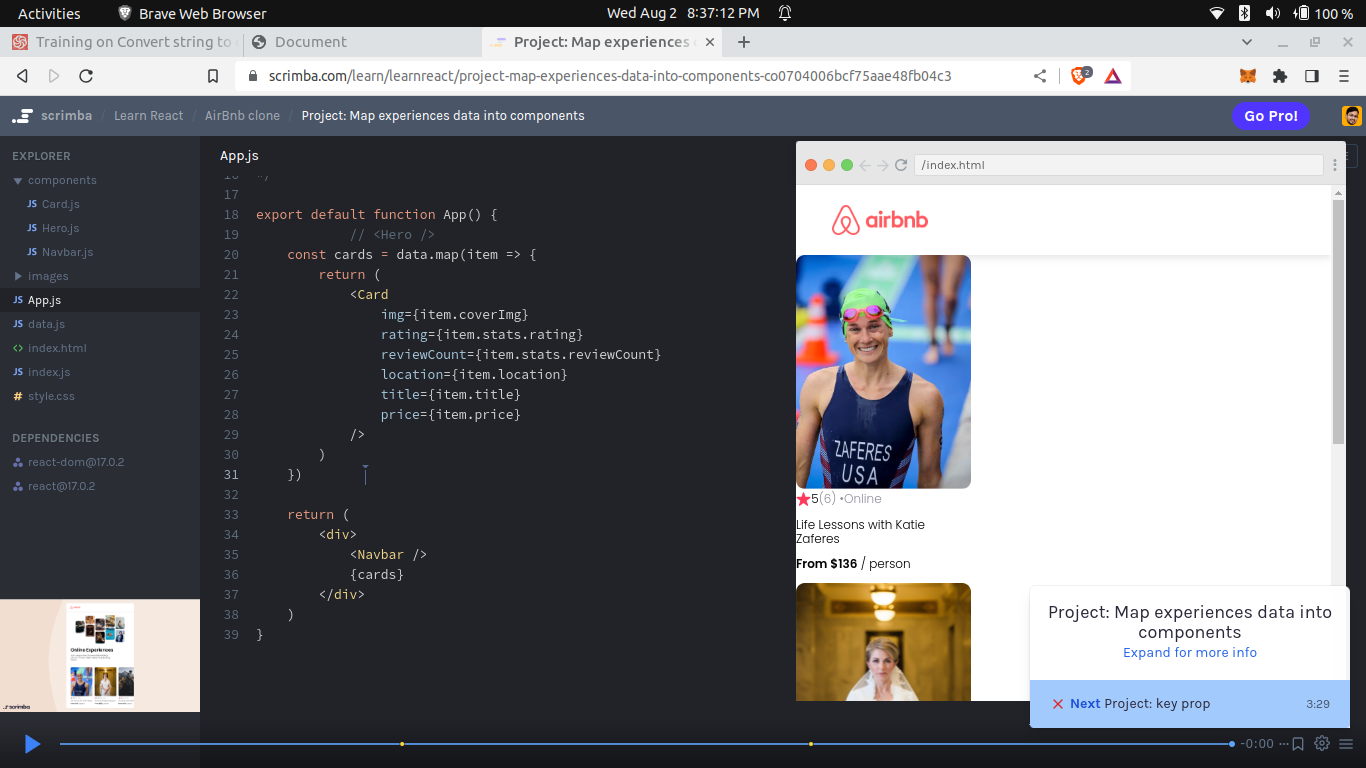 Activities Brave Web Browser Wed Aug 2 8:37:12 PM 100 %
Training on Convert string to Document Project: Map experiences
scrimba.com/learn/learnreact/project-map-experiences-data-into-components-co0704006bcf75aae48fb04c3 2
scrimba / Learn React / AirBnb clone / Project: Map experiences data into components Go Pro!
EXPLORER
components
JS Card.js
JS Hero.js
JS Navbar.js
images
JS App.js
JS data.js
<> index.html
JS index.js
# style.css
DEPENDENCIES
react-dom@17.0.2
react@17.0.2
App.js
16 */
17
18 export default function App() {
19 // <Hero />
20 const cards = data.map(item => {
21 return (
22 <Card
23 img={item.coverImg}
24 rating={item.stats.rating}
25 reviewCount={item.stats.reviewCount}
26 location={item.location}
27 title={item.title}
28 price={item.price}
29 />
30 )
31 })
32
33 return (
34 <div>
35 <Navbar />
36 {cards}
37 </div>
38 )
39 }
/index.html
airbnb
ZAFERES
USA
5(6) •Online
Life Lessons with Katie
Zaferes
From $136 / person
Project: Map experiences data into
components
Expand for more info
Next Project: key prop 3:29
Online Experiences
scrimba
-0:00